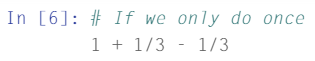 In [6]: # If we only do once
1 + 1/3 - 1/3